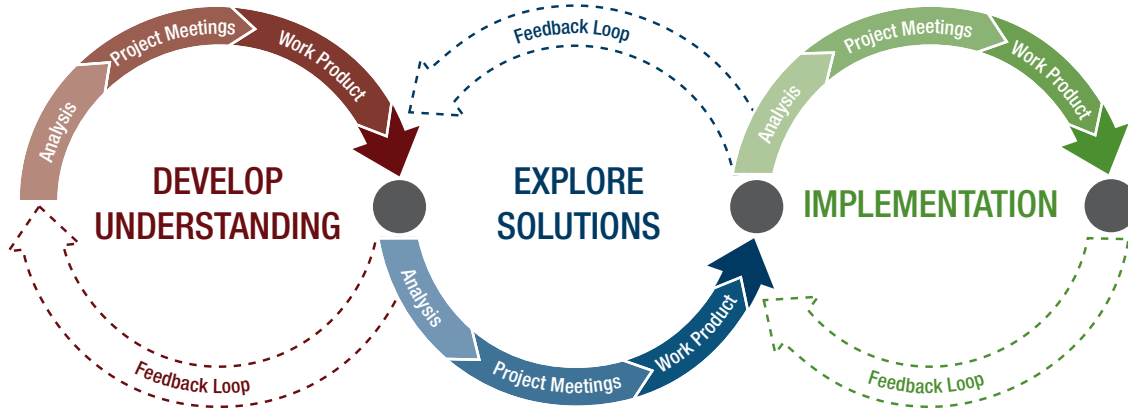 Analysis
Project Meetings
Work Product
DEVELOP
UNDERSTANDING
Feedback Loop
Feedback Loop
EXPLORE
SOLUTIONS
Analysis
Project Meetings
Work Product
Analysis
Project Meetings
Work Product
IMPLEMENTATION
Feedback Loop